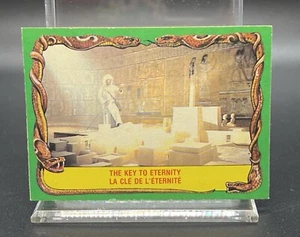 THE KEY TO ETERNITY
LA CLÉ DE L'ÉTERNITÉ